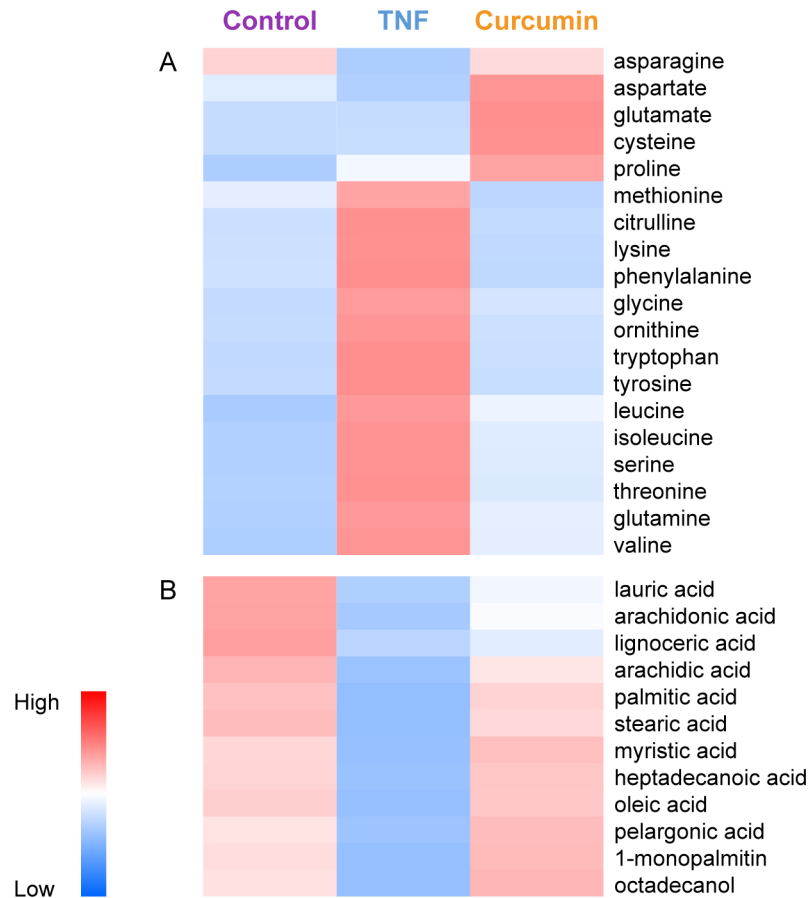 Control TNF Curcumin
A
asparagine
aspartate
glutamate
cysteine
proline
methionine
citrulline
lysine
phenylalanine
glycine
ornithine
tryptophan
tyrosine
leucine
isoleucine
serine
threonine
glutamine
valine
B
lauric acid
arachidonic acid
lignoceric acid
arachidic acid
palmitic acid
stearic acid
myristic acid
heptadecanoic acid
oleic acid
pelargonic acid
1-monopalmitin
octadecanol
High
Low